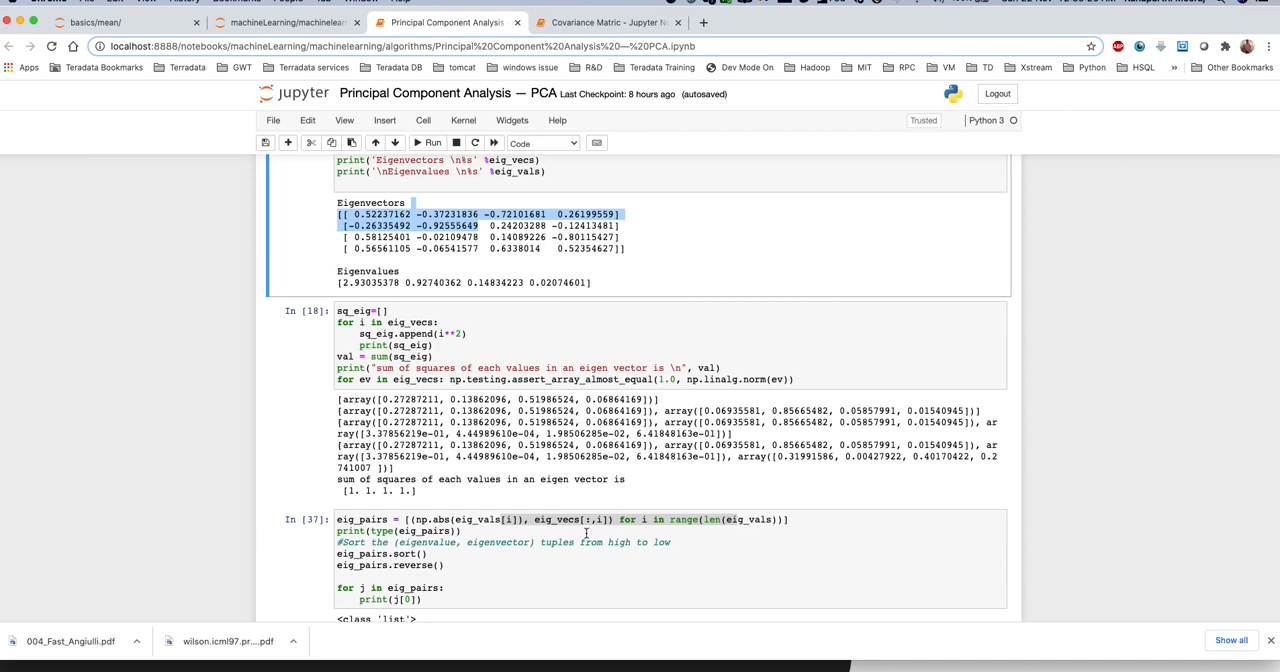 basics/mean/
machineLearning/machinelearn
Principal Component Analysis
Covariance Matric - Jupyter N
localhost:8888/notebooks/machineLearning/machinelearning/algorithms/Principal%20Component%20Analysis%20—%20PCA.ipynb
Apps Teradata Bookmarks Terradata GWT Terradata services Teradata DB tomcat windows issue R&D Teradata Training Dev Mode On Hadoop MIT RPC VM TD Xstream Python HSQL » Other Bookmarks
jupyter Principal Component Analysis — PCA Last Checkpoint: 8 hours ago (autosaved) Logout
File Edit View Insert Cell Kernel Widgets Help Trusted Python 3
Run Code
print('Eigenvectors \n%s' %eig_vecs)
print('\nEigenvalues \n%s' %eig_vals)
Eigenvectors
[[ 0.52237162 -0.37231836 -0.72101681 0.26199559]
[-0.26335492 -0.92555649 0.24203288 -0.12413481]
[ 0.58125401 -0.02109478 0.14089226 -0.80115427]
[ 0.56561105 -0.06541577 0.6338014 0.52354627]]
Eigenvalues
[2.93035378 0.92740362 0.14834223 0.02074601]
In [18]: sq_eig=[]
for i in eig_vecs:
sq_eig.append(i**2)
print(sq_eig)
val = sum(sq_eig)
print("sum of squares of each values in an eigen vector is \n", val)
for ev in eig_vecs: np.testing.assert_array_almost_equal(1.0, np.linalg.norm(ev))
[array([0.27287211, 0.13862096, 0.51986524, 0.06864169])]
[array([0.27287211, 0.13862096, 0.51986524, 0.06864169]), array([0.06935581, 0.85665482, 0.05857991, 0.01540945])]
[array([0.27287211, 0.13862096, 0.51986524, 0.06864169]), array([0.06935581, 0.85665482, 0.05857991, 0.01540945]), ar
ray([3.37856219e-01, 4.44989610e-04, 1.98506285e-02, 6.41848163e-01])]
[array([0.27287211, 0.13862096, 0.51986524, 0.06864169]), array([0.06935581, 0.85665482, 0.05857991, 0.01540945]), ar
ray([3.37856219e-01, 4.44989610e-04, 1.98506285e-02, 6.41848163e-01]), array([0.31991586, 0.00427922, 0.40170422, 0.2
741007 ])]
sum of squares of each values in an eigen vector is
[1. 1. 1. 1.]
In [37]: eig_pairs = [(np.abs(eig_vals[i]), eig_vecs[:,i]) for i in range(len(eig_vals))]
print(type(eig_pairs))
#Sort the (eigenvalue, eigenvector) tuples from high to low
eig_pairs.sort()
eig_pairs.reverse()
for j in eig_pairs:
print(j[0])
<class 'list'>
004_Fast_Angiulli.pdf
wilson.icml97.pr....pdf
Show all